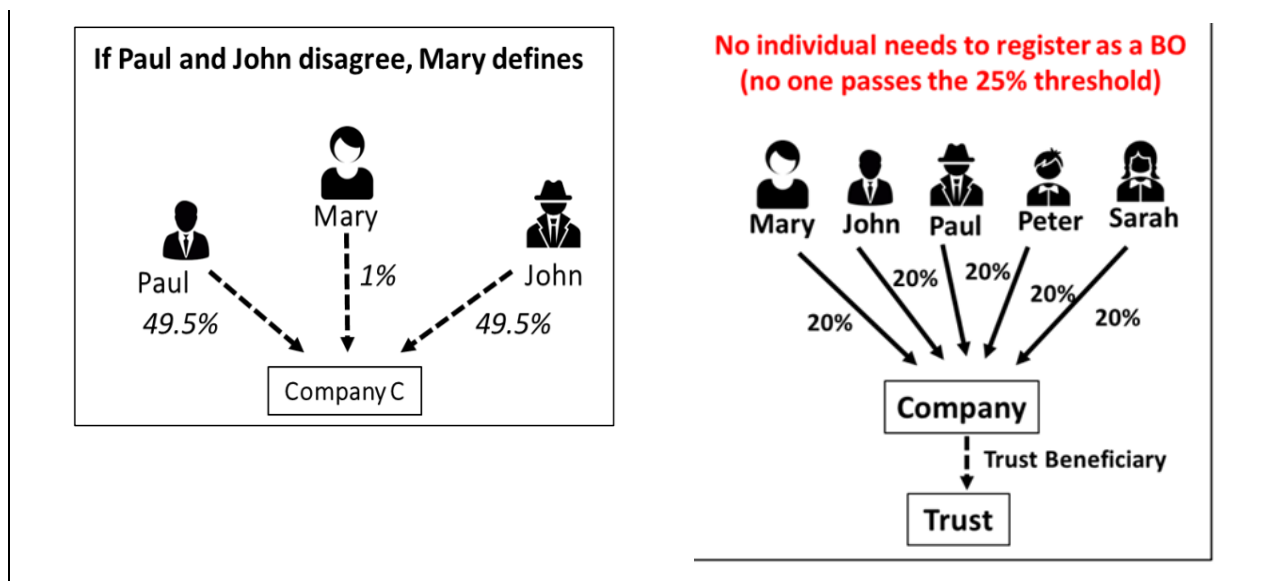 If Paul and John disagree, Mary defines
Mary
Paul
John
1%
49.5%
49.5%
Company C
No individual needs to register as a BO
(no one passes the 25% threshold)
Mary
John
Paul
Peter
Sarah
20%
20%
20%
20%
20%
Company
Trust Beneficiary
Trust